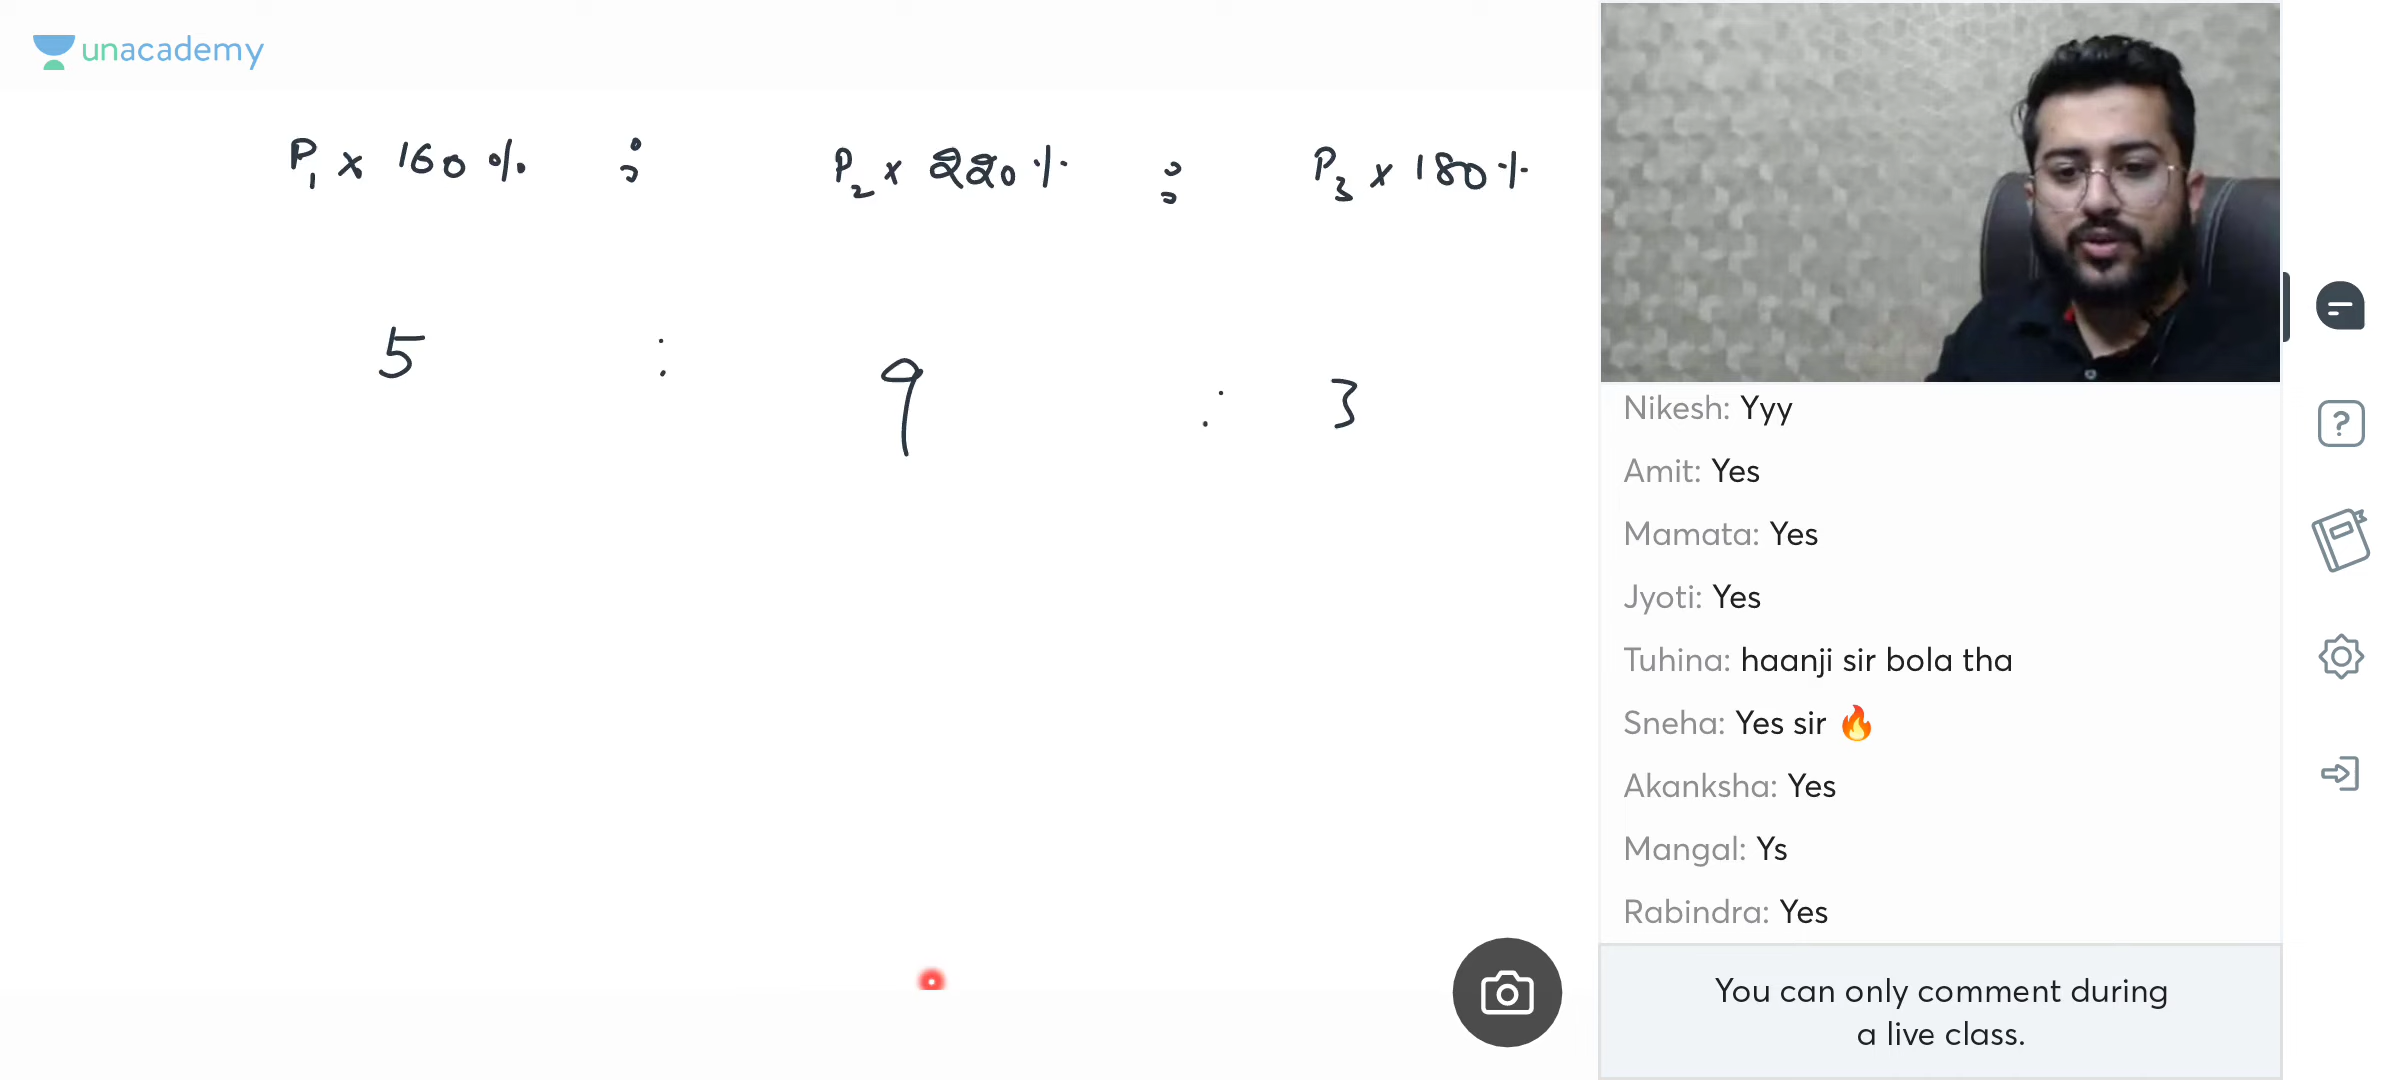 unacademy
P₁ × 160 % : P₂ × 220 % : P₃ × 180 %
5 : 9 : 3
Nikesh: Yyy
Amit: Yes
Mamata: Yes
Jyoti: Yes
Tuhina: haanji sir bola tha
Sneha: Yes sir 🔥
Akanksha: Yes
Mangal: Ys
Rabindra: Yes
?
You can only comment during
a live class.